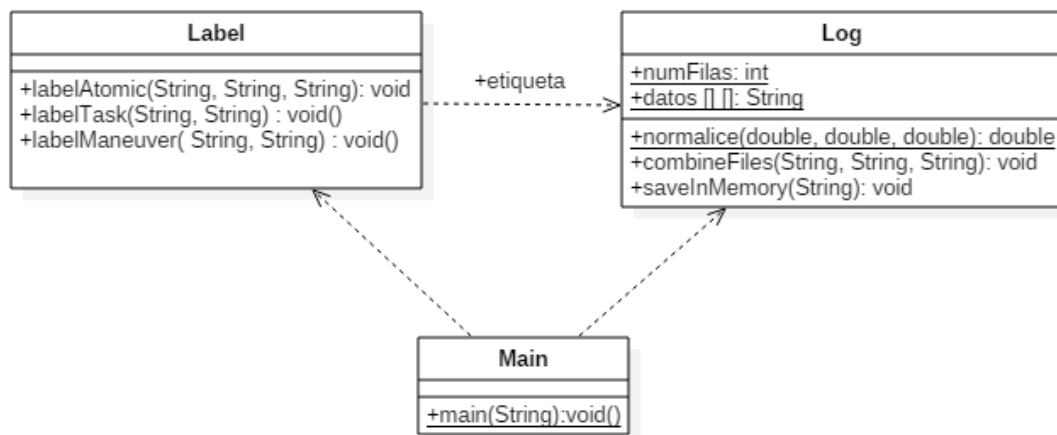 Label
+labelAtomic(String, String, String): void
+labelTask(String, String) : void()
+labelManeuver( String, String) : void()
+etiqueta
Log
+numFilas: int
+datos [] []: String
+normalice(double, double, double): double
+combineFiles(String, String, String): void
+saveInMemory(String): void
Main
+main(String):void()